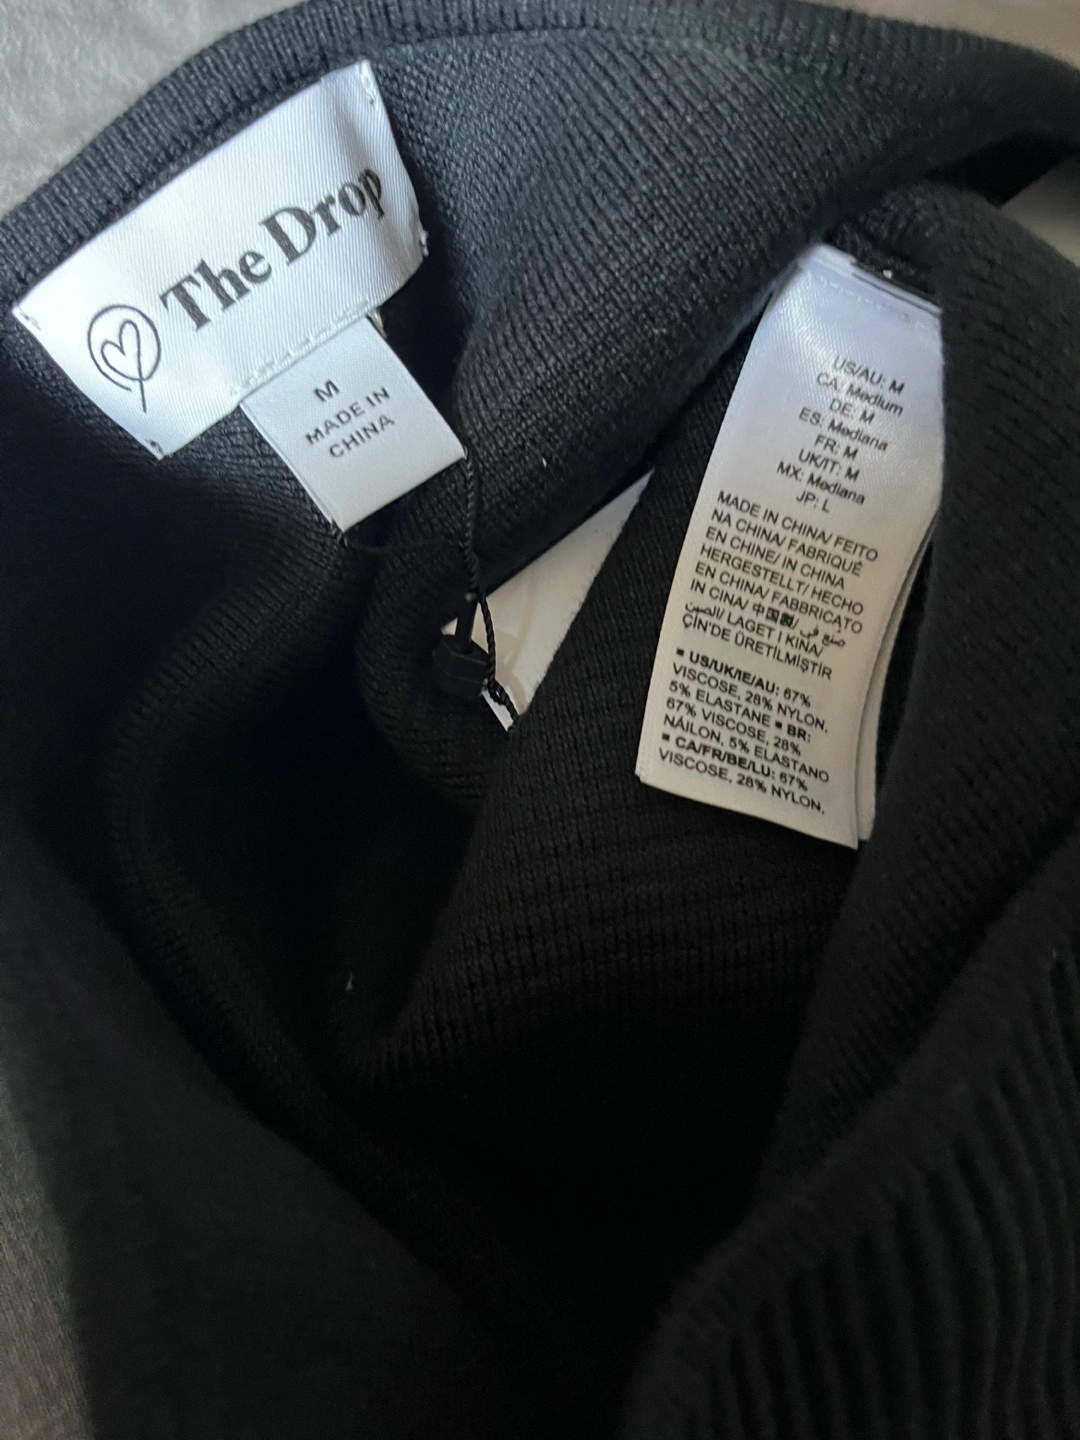 The Drop
M
MADE IN
CHINA
US/AU: M
CA: Medium
DE: M
ES: Mediana
FR: M
UK/IT: M
MX: Mediana
JP: L
MADE IN CHINA/ FEITO
NA CHINA/ FABRIQUÉ
EN CHINE/ IN CHINA
HERGESTELLT/ HECHO
EN CHINA/ FABBRICATO
IN CINA/ 中国製/ صنع في
الصين/ LAGET I KINA/
ÇİN'DE ÜRETİLMİŞTİR
▪ US/UK/IE/AU: 67%
VISCOSE, 28% NYLON,
5% ELASTANE ▪ BR:
67% VISCOSE, 28%
NÁILON, 5% ELASTANO
▪ CA/FR/BE/LU: 67%
VISCOSE, 28% NYLON,